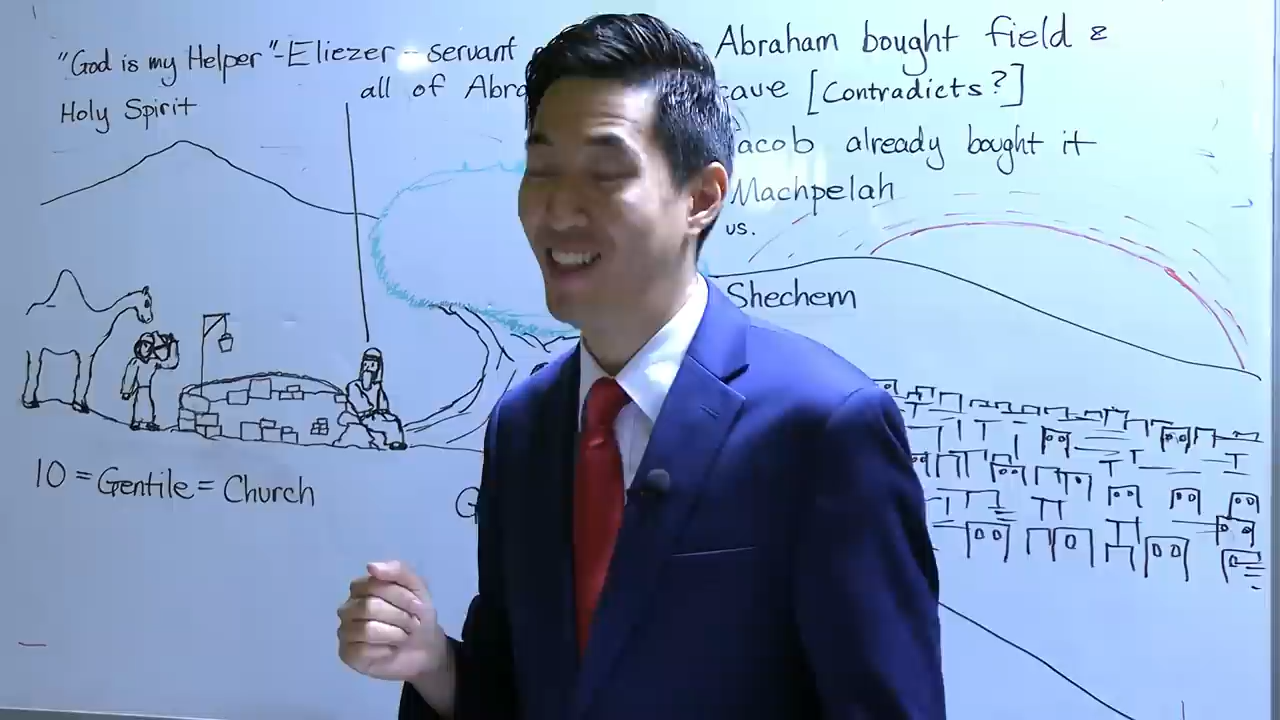 "God is my Helper" - Eliezer - servant
all of Abra
Holy Spirit
Abraham bought field &
cave [Contradicts?]
acob already bought it
Machpelah
vs.
Shechem
10 = Gentile = Church
G